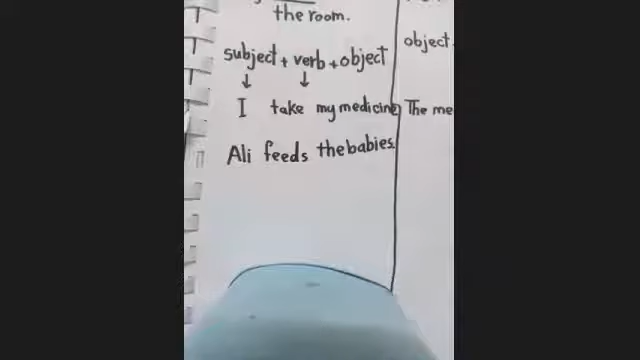 the room.
subject + verb + object
I take my medicine
Ali feeds the babies.
object.
The me